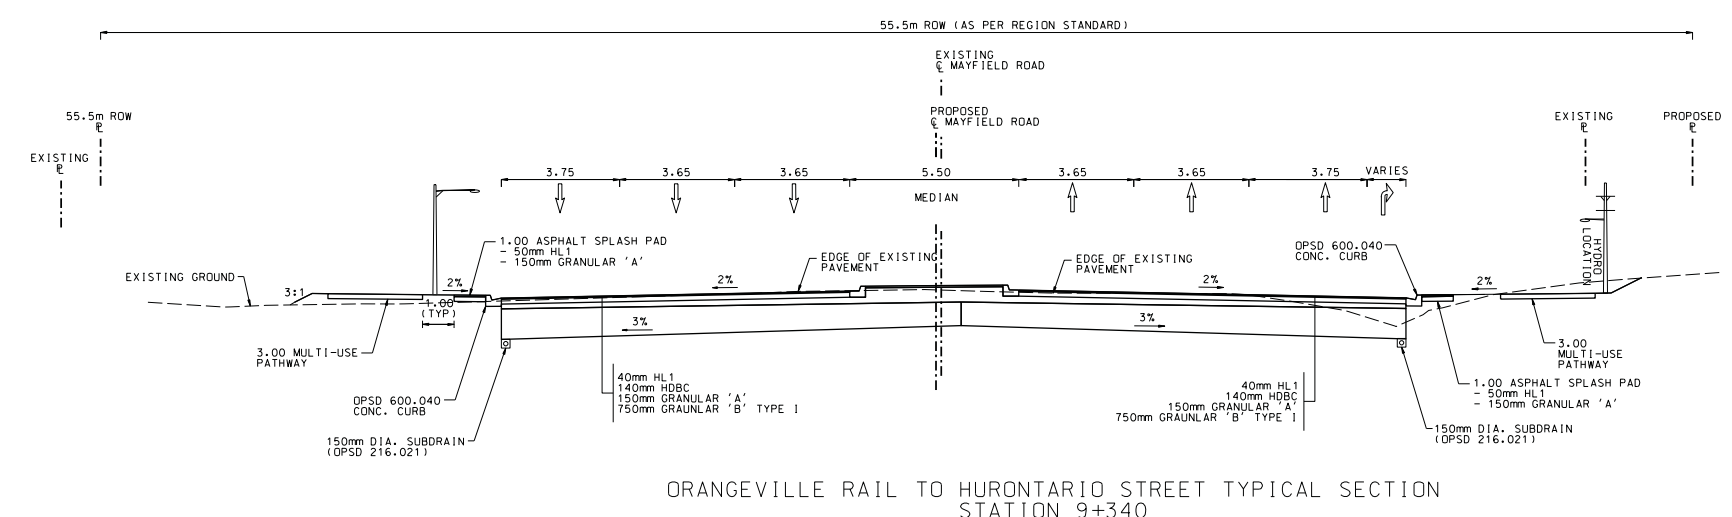 55.5m ROW (AS PER REGION STANDARD)
EXISTING
℄ MAYFIELD ROAD
PROPOSED
℄ MAYFIELD ROAD
55.5m ROW
℄
EXISTING
℄
EXISTING
℄
PROPOSED
℄
3.75
3.65
3.65
5.50
3.65
3.65
3.75
VARIES
MEDIAN
1.00 ASPHALT SPLASH PAD
- 50mm HL1
- 150mm GRANULAR 'A'
EDGE OF EXISTING
PAVEMENT
EDGE OF EXISTING
PAVEMENT
OPSD 600.040
CONC. CURB
HYDRO
LOCATION
EXISTING GROUND
3:1
2%
2%
2%
2%
1.00
(TYP)
3%
3%
3.00 MULTI-USE
PATHWAY
3.00
MULTI-USE
PATHWAY
40mm HL1
140mm HDBC
150mm GRANULAR 'A'
750mm GRAUNLAR 'B' TYPE I
40mm HL1
140mm HDBC
150mm GRANULAR 'A'
750mm GRAUNLAR 'B' TYPE I
1.00 ASPHALT SPLASH PAD
- 50mm HL1
- 150mm GRANULAR 'A'
OPSD 600.040
CONC. CURB
150mm DIA. SUBDRAIN
(OPSD 216.021)
150mm DIA. SUBDRAIN
(OPSD 216.021)
ORANGEVILLE RAIL TO HURONTARIO STREET TYPICAL SECTION
STATION 9+340